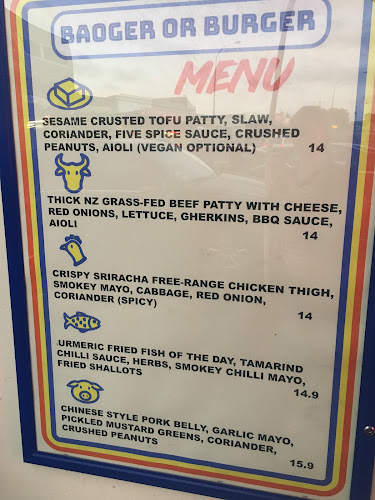 BAOGER OR BURGER
MENU
SESAME CRUSTED TOFU PATTY, SLAW,
CORIANDER, FIVE SPICE SAUCE, CRUSHED
PEANUTS, AIOLI (VEGAN OPTIONAL) 14
THICK NZ GRASS-FED BEEF PATTY WITH CHEESE,
RED ONIONS, LETTUCE, GHERKINS, BBQ SAUCE,
AIOLI 14
CRISPY SRIRACHA FREE-RANGE CHICKEN THIGH,
SMOKEY MAYO, CABBAGE, RED ONION,
CORIANDER (SPICY) 14
URMERIC FRIED FISH OF THE DAY, TAMARIND
CHILLI SAUCE, HERBS, SMOKEY CHILLI MAYO,
FRIED SHALLOTS 14.9
CHINESE STYLE PORK BELLY, GARLIC MAYO,
PICKLED MUSTARD GREENS, CORIANDER,
CRUSHED PEANUTS 15.9